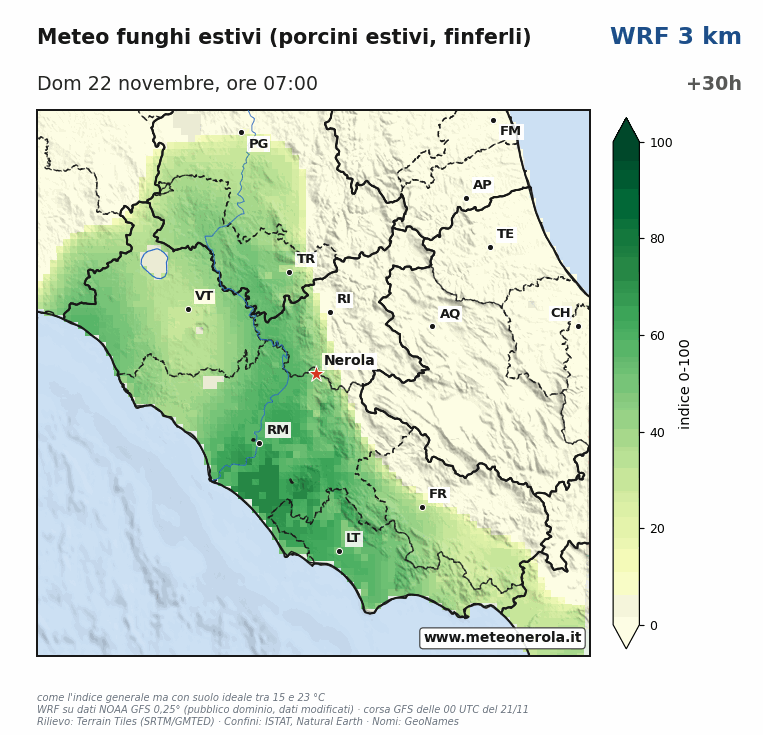 Meteo funghi estivi (porcini estivi, finferli)
WRF 3 km
Dom 22 novembre, ore 07:00
+30h
FM
PG
AP
TE
TR
VT
RI
AQ
CH
Nerola
RM
FR
LT
www.meteonerola.it
100
80
60
40
20
0
indice 0-100
come l'indice generale ma con suolo ideale tra 15 e 23 °C
WRF su dati NOAA GFS 0,25° (pubblico dominio, dati modificati) · corsa GFS delle 00 UTC del 21/11
Rilievo: Terrain Tiles (SRTM/GMTED) · Confini: ISTAT, Natural Earth · Nomi: GeoNames